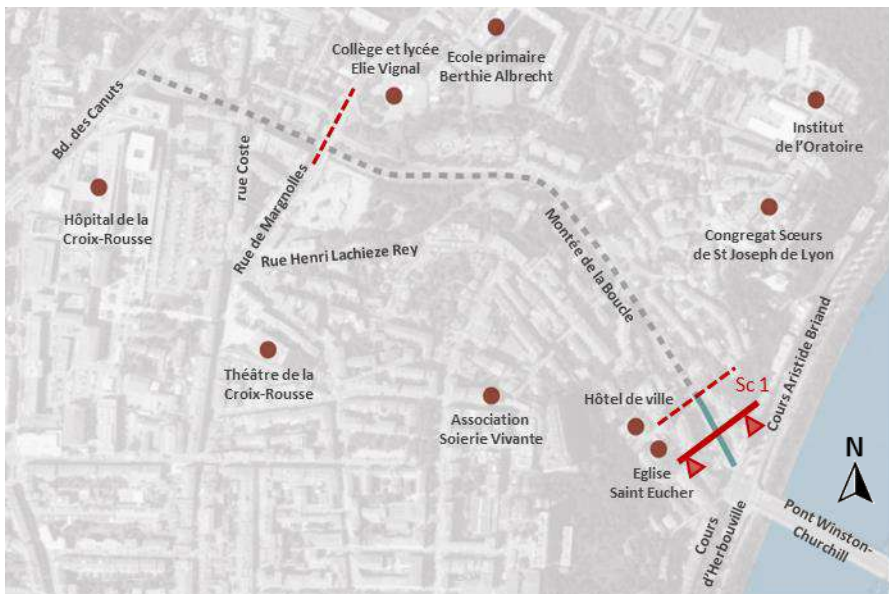 Collège et lycée
Elie Vignal
Ecole primaire
Berthie Albrecht
Bd. des Canuts
Institut
de l'Oratoire
rue Coste
Hôpital de la
Croix-Rousse
Rue de Margnolles
Rue Henri Lachieze Rey
Congregat Sœurs
de St Joseph de Lyon
Montée de la Boucle
Cours Aristide Briand
Théâtre de la
Croix-Rousse
Sc 1
Hôtel de ville
Association
Soierie Vivante
Eglise
Saint Eucher
N
Cours
d'Herbouville
Pont Winston-
Churchill